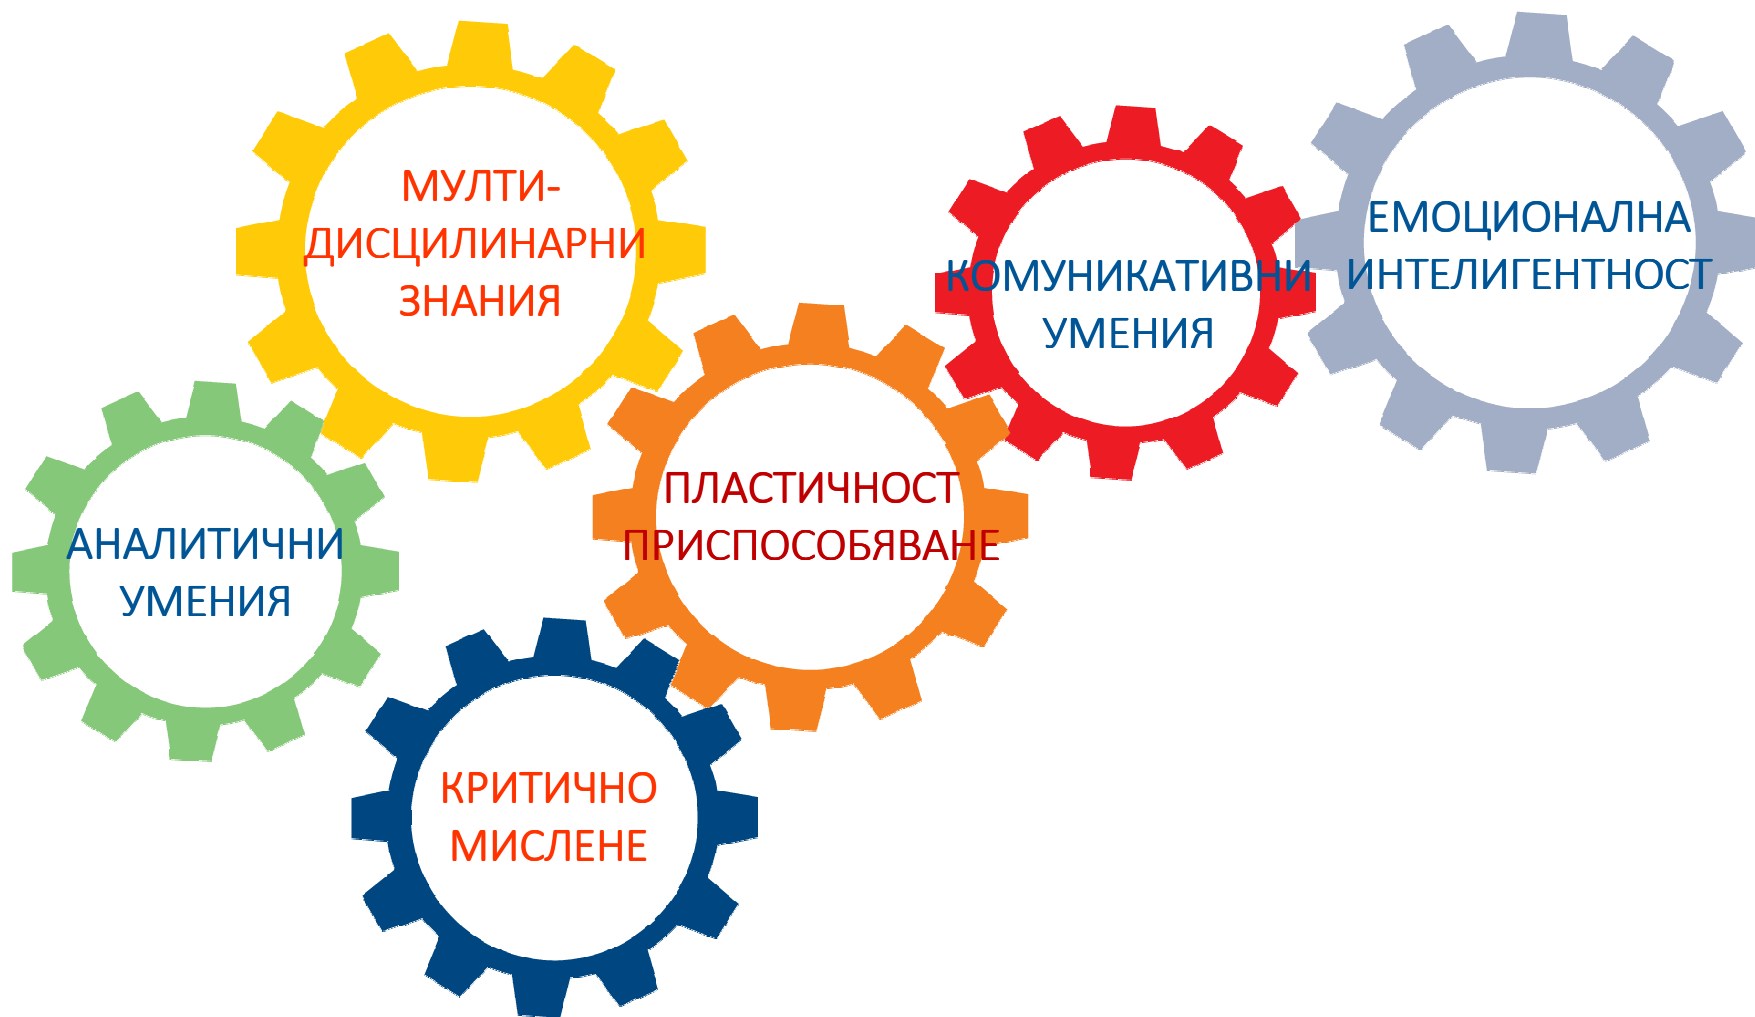 МУЛТИ-
ДИСЦИЛИНАРНИ
ЗНАНИЯ
КОМУНИКАТИВНИ
УМЕНИЯ
ЕМОЦИОНАЛНА
ИНТЕЛИГЕНТНОСТ
АНАЛИТИЧНИ
УМЕНИЯ
ПЛАСТИЧНОСТ
ПРИСПОСОБЯВАНЕ
КРИТИЧНО
МИСЛЕНЕ